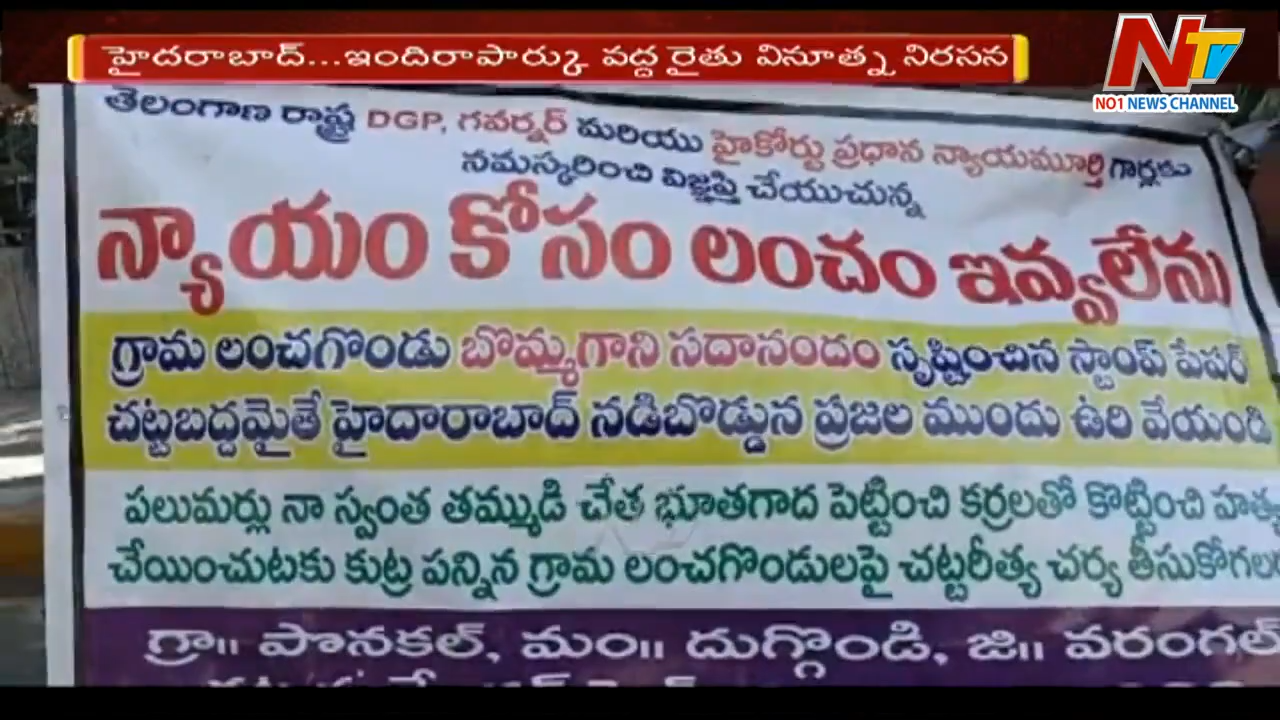 హైదరాబాద్...ఇందిరాపార్కు వద్ద రైతు వినూత్న నిరసన
NTV
NO1 NEWS CHANNEL
తెలంగాణ రాష్ట్ర DGP, గవర్నర్ మరియు హైకోర్టు ప్రధాన న్యాయమూర్తి గార్లకు
నమస్కరించి విజ్ఞప్తి చేయుచున్న
న్యాయం కోసం లంచం ఇవ్వలేను
గ్రామ లంచగొండు బొమ్మగాని సదానందం సృష్టించిన స్టాంప్ పేపర్
చట్టబద్దమైతే హైదారాబాద్ నడిబొడ్డున ప్రజల ముందు ఉరి వేయండి
పలుమర్లు నా స్వంత తమ్ముడి చేత భూతగాద పెట్టించి కర్రలతో కొట్టించి
చేయించుటకు కుట్ర పన్నిన గ్రామ లంచగొండులపై చట్టరీత్య చర్య
గ్రా॥ పొనకల్, మం॥ దుగ్గొండి, జి॥ వరంగల్